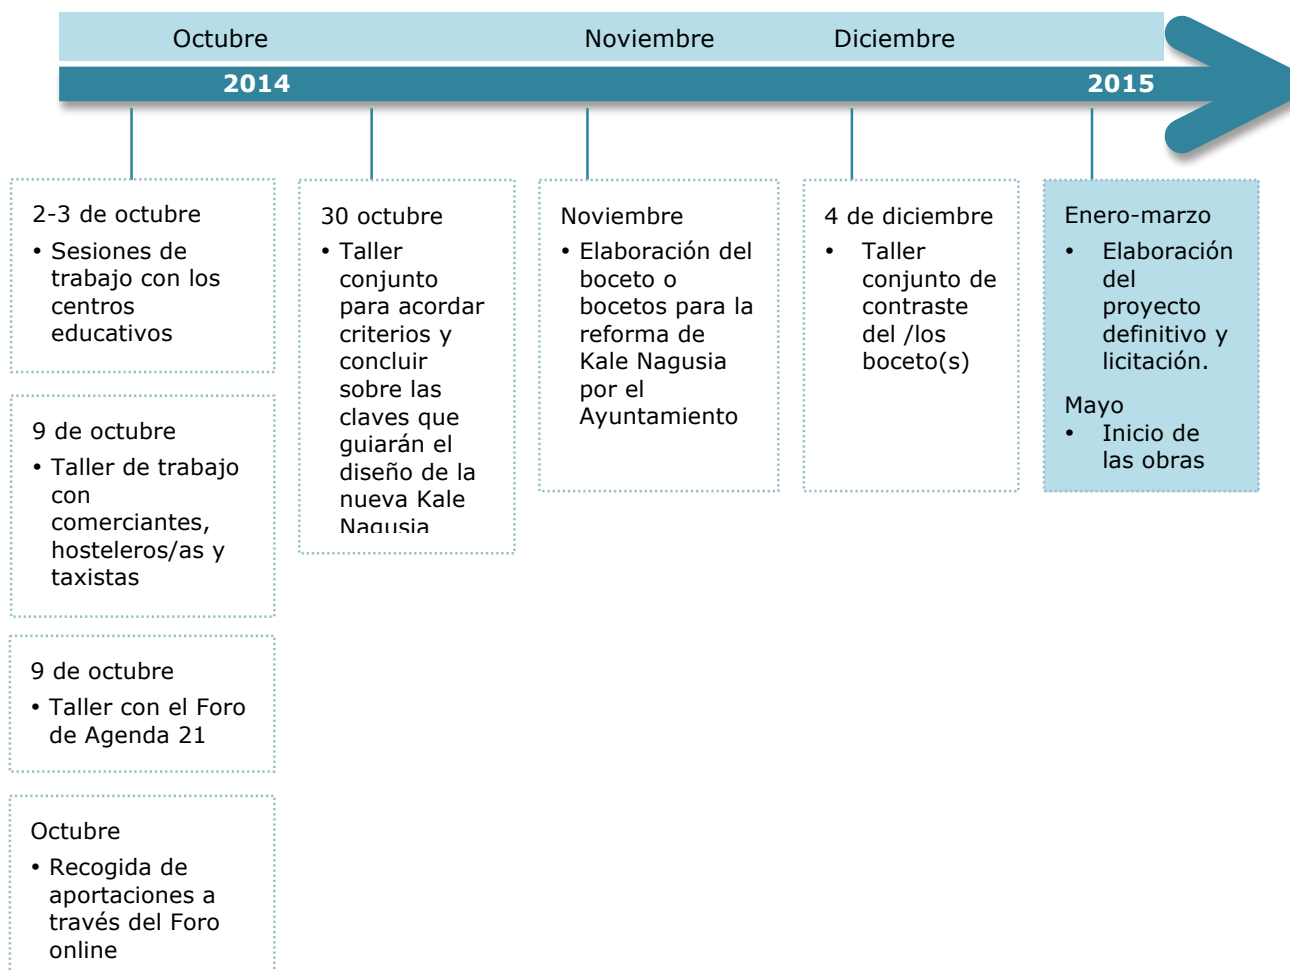 Octubre
Noviembre
Diciembre
2014
2015
2-3 de octubre
• Sesiones de
trabajo con los
centros
educativos
9 de octubre
• Taller de trabajo
con
comerciantes,
hosteleros/as y
taxistas
9 de octubre
• Taller con el Foro
de Agenda 21
Octubre
• Recogida de
aportaciones a
través del Foro
online
30 octubre
• Taller
conjunto
para acordar
criterios y
concluir
sobre las
claves que
guiarán el
diseño de la
nueva Kale
Nagusia
Noviembre
• Elaboración del
boceto o
bocetos para la
reforma de
Kale Nagusia
por el
Ayuntamiento
4 de diciembre
• Taller
conjunto de
contraste
del /los
boceto(s)
Enero-marzo
• Elaboración
del
proyecto
definitivo y
licitación.
Mayo
• Inicio de
las obras